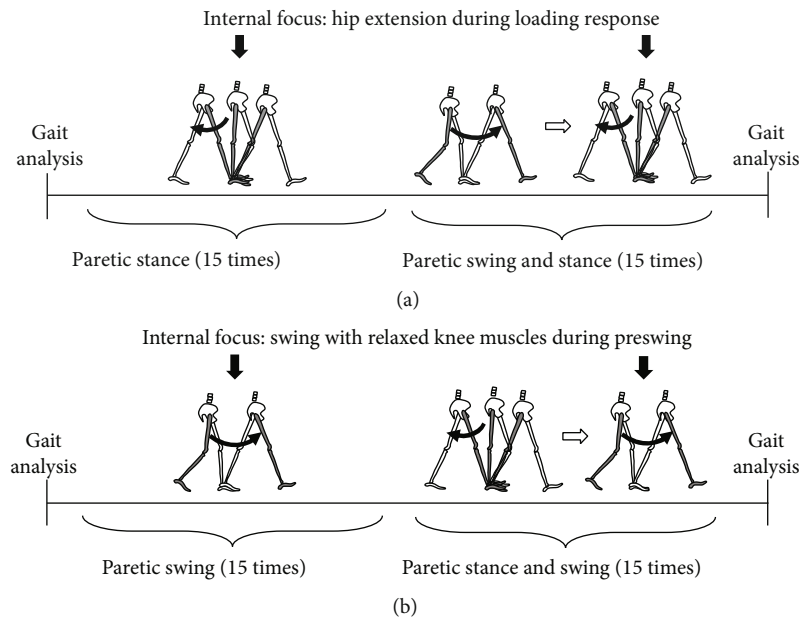 Internal focus: hip extension during loading response
Gait
analysis
Gait
analysis
Paretic stance (15 times)
Paretic swing and stance (15 times)
(a)
Internal focus: swing with relaxed knee muscles during preswing
Gait
analysis
Gait
analysis
Paretic swing (15 times)
Paretic stance and swing (15 times)
(b)